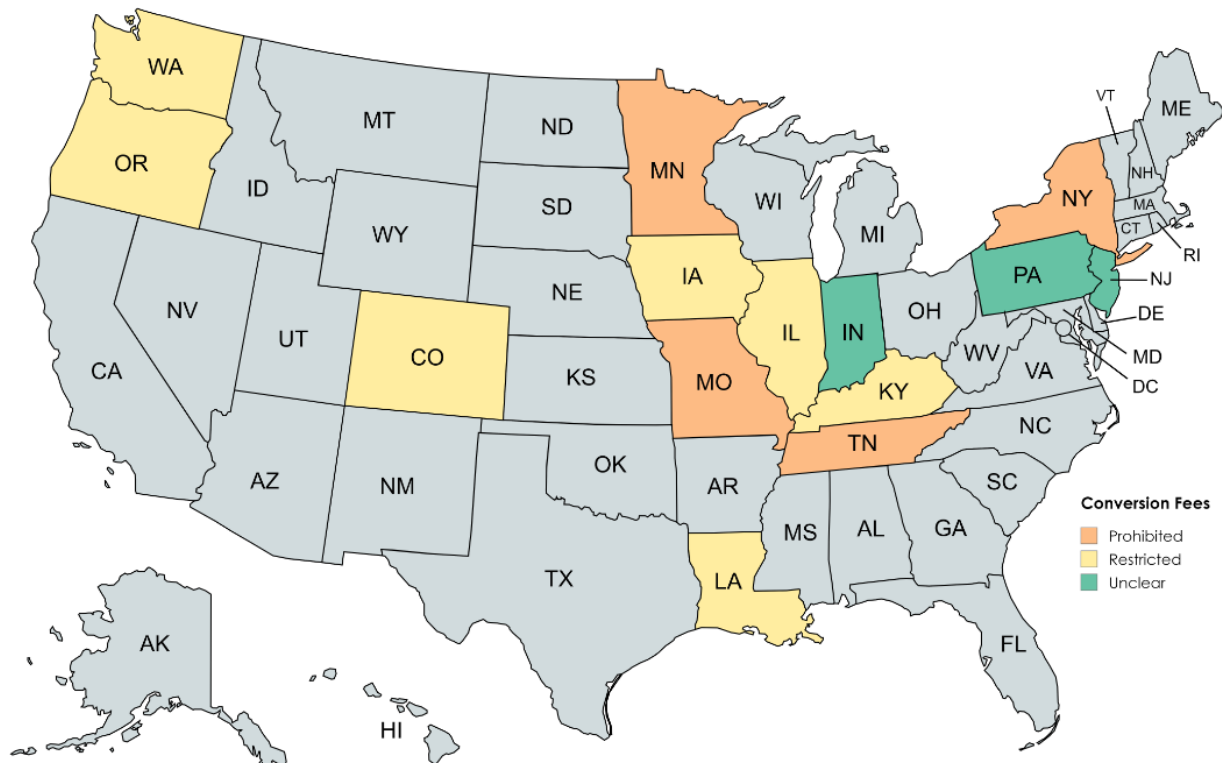 WA
MT
ND
MN
VT
ME
OR
ID
SD
WI
NH
NY
MA
WY
MI
CT
RI
IA
PA
NJ
NE
NV
UT
IL
IN
OH
DE
CA
CO
KS
MO
WV
MD
KY
VA
DC
TN
NC
AZ
NM
OK
AR
SC
MS
AL
GA
TX
LA
Conversion Fees
Prohibited
Restricted
Unclear
AK
FL
HI